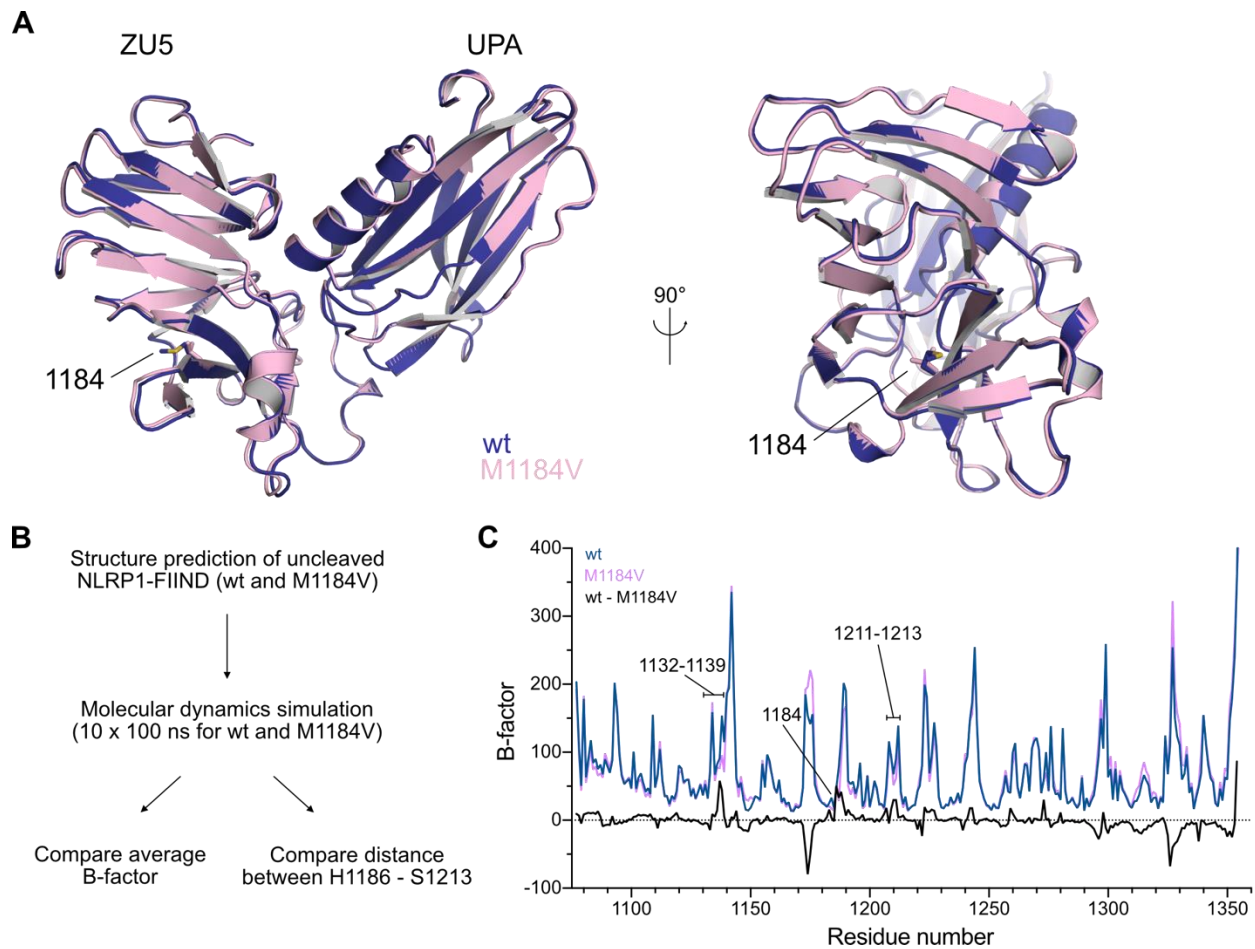 A
ZU5
UPA
90°
1184
1184
wt
M1184V
B
Structure prediction of uncleaved
NLRP1-FIIND (wt and M1184V)
Molecular dynamics simulation
(10 x 100 ns for wt and M1184V)
Compare average
B-factor
Compare distance
between H1186 - S1213
C
wt
M1184V
wt - M1184V
1132-1139
1184
1211-1213
B-factor
400
300
200
100
0
-100
1100
1150
1200
1250
1300
1350
Residue number